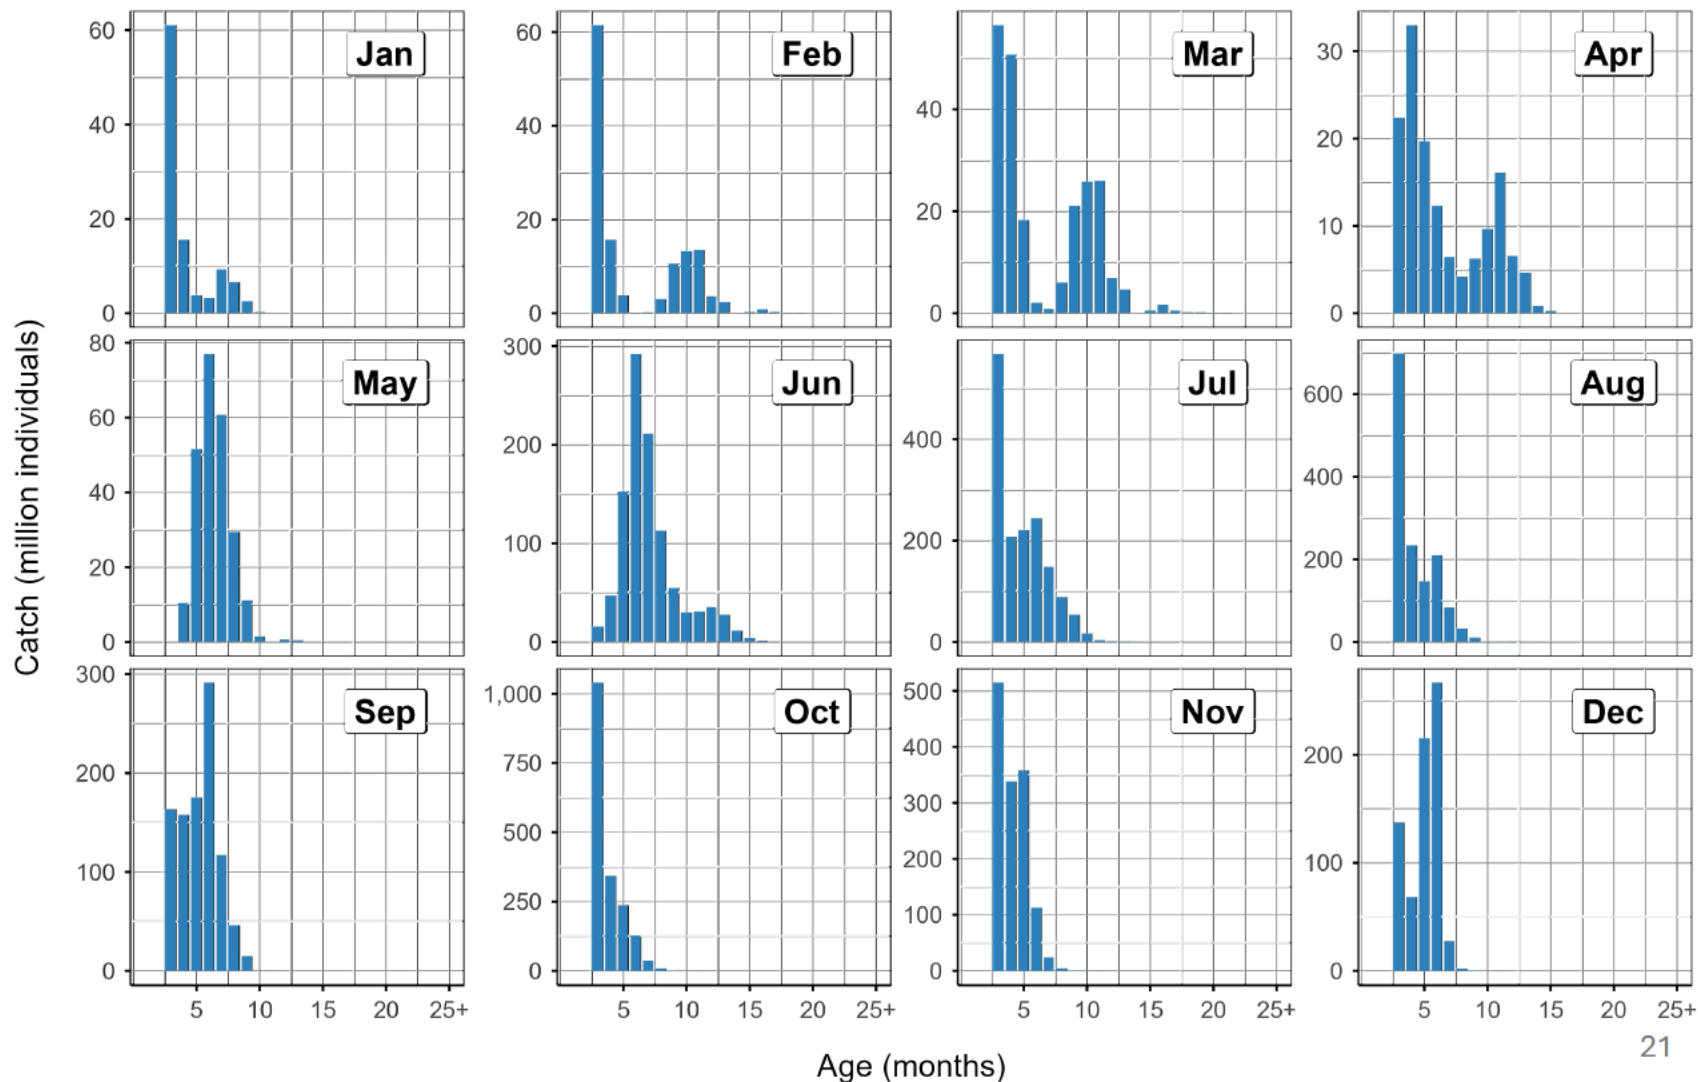 Catch (million individuals)
Jan
60
40
20
0
Feb
60
40
20
0
Mar
40
20
0
Apr
30
20
10
0
May
80
60
40
20
0
Jun
300
200
100
0
Jul
400
200
0
Aug
600
400
200
0
Sep
300
200
100
0
Oct
1,000
750
500
250
0
Nov
500
400
300
200
100
0
Dec
200
100
0
5 10 15 20 25+
5 10 15 20 25+
5 10 15 20 25+
5 10 15 20 25+
Age (months)
21